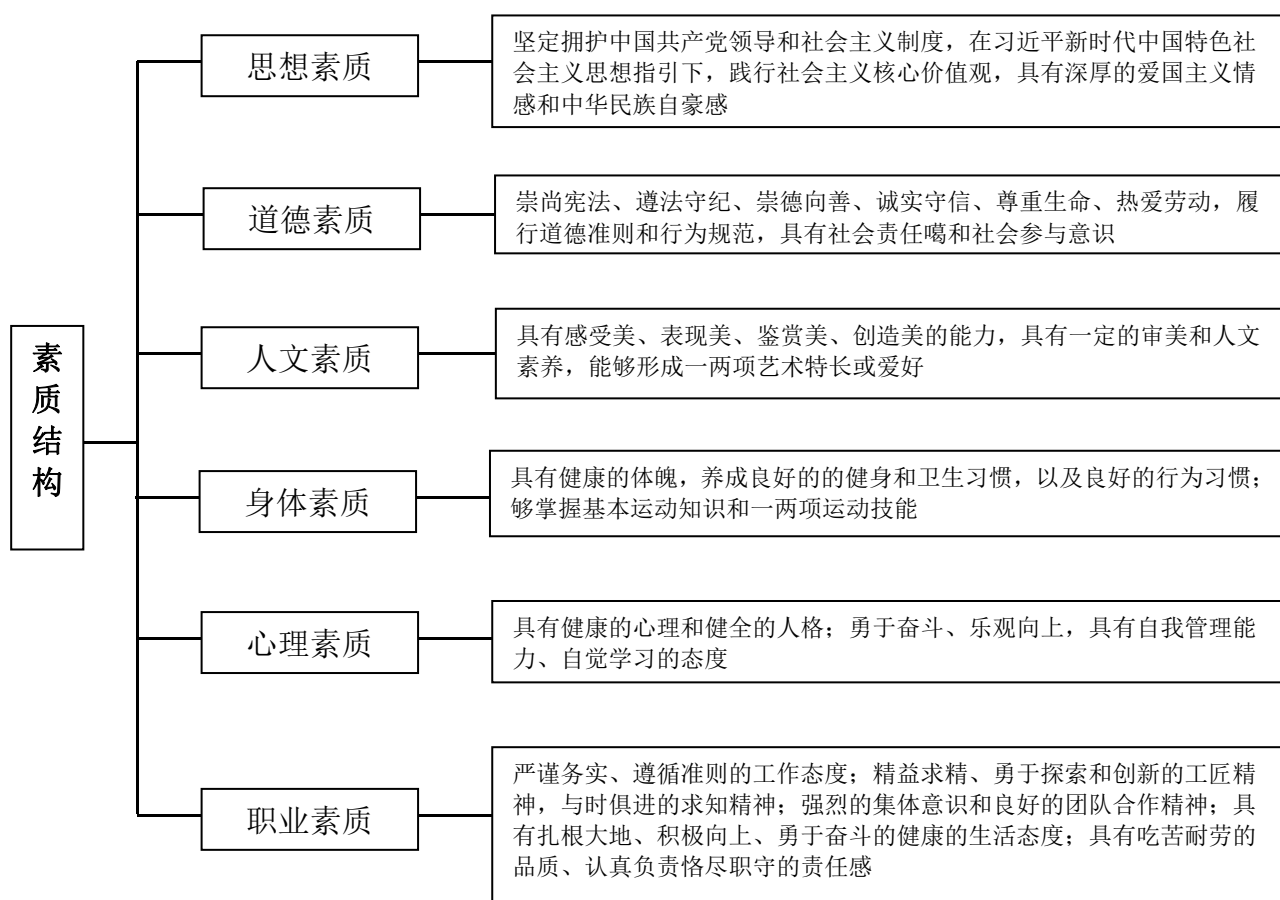 素质结构
思想素质
坚定拥护中国共产党领导和社会主义制度，在习近平新时代中国特色社
会主义思想指引下，践行社会主义核心价值观，具有深厚的爱国主义情
感和中华民族自豪感
道德素质
崇尚宪法、遵法守纪、崇德向善、诚实守信、尊重生命、热爱劳动，履
行道德准则和行为规范，具有社会责任噶和社会参与意识
人文素质
具有感受美、表现美、鉴赏美、创造美的能力，具有一定的审美和人文
素养，能够形成一两项艺术特长或爱好
身体素质
具有健康的体魄，养成良好的的健身和卫生习惯，以及良好的行为习惯；
够掌握基本运动知识和一两项运动技能
心理素质
具有健康的心理和健全的人格；勇于奋斗、乐观向上，具有自我管理能
力、自觉学习的态度
职业素质
严谨务实、遵循准则的工作态度；精益求精、勇于探索和创新的工匠精
神，与时俱进的求知精神；强烈的集体意识和良好的团队合作精神；具
有扎根大地、积极向上、勇于奋斗的健康的生活态度；具有吃苦耐劳的
品质、认真负责恪尽职守的责任感